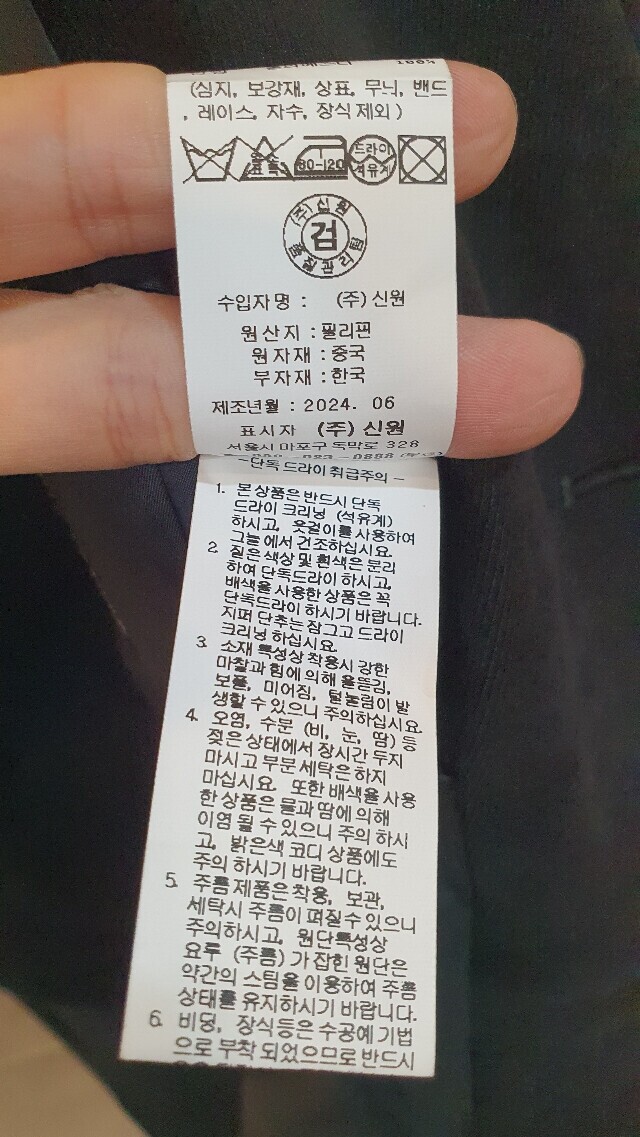 100%
(심지, 보강재, 상표, 무늬, 밴드
, 레이스, 자수, 장식 제외)
염소 표백
80-120
드라이
석유계
(주)신원
검
품질관리팀
수입자명 : (주)신원
원산지 : 필리핀
원자재 : 중국
부자재 : 한국
제조년월 : 2024. 06
표시자 (주)신원
서울시 마포구 독막로 328
-단독 드라이 취급주의-
1. 본 상품은 반드시 단독
드라이 크리닝 (석유계)
하시고, 옷걸이를 사용하여
그늘에서 건조하십시요.
2. 짙은 색상 및 흰색은 분리
하여 단독드라이 하시고,
배색을 사용한 상품은 꼭
단독드라이 하시기 바랍니다.
지퍼 단추는 잠그고 드라이
크리닝 하십시요.
3. 소재 특성상 착용시 강한
마찰과 힘에 의해 올뜯김,
보풀, 미어짐, 털눌림이 발
생할 수 있으니 주의하십시요.
4. 오염, 수분 (비, 눈, 땀) 등
젖은 상태에서 장시간 두지
마시고 부분 세탁은 하지
마십시요. 또한 배색을 사용
한 상품은 물과 땀에 의해
이염 될 수 있으니 주의 하시
고, 밝은색 코디 상품에도
주의 하시기 바랍니다.
5. 주름 제품은 착용, 보관,
세탁시 주름이 펴질 수 있으니
주의하시고, 원단특성상
요루 (주름) 가 잡힌 원단은
약간의 스팀을 이용하여 주름
상태를 유지하시기 바랍니다.
6. 비딩, 장식등은 수공예 기법
으로 부착 되었으므로 반드시